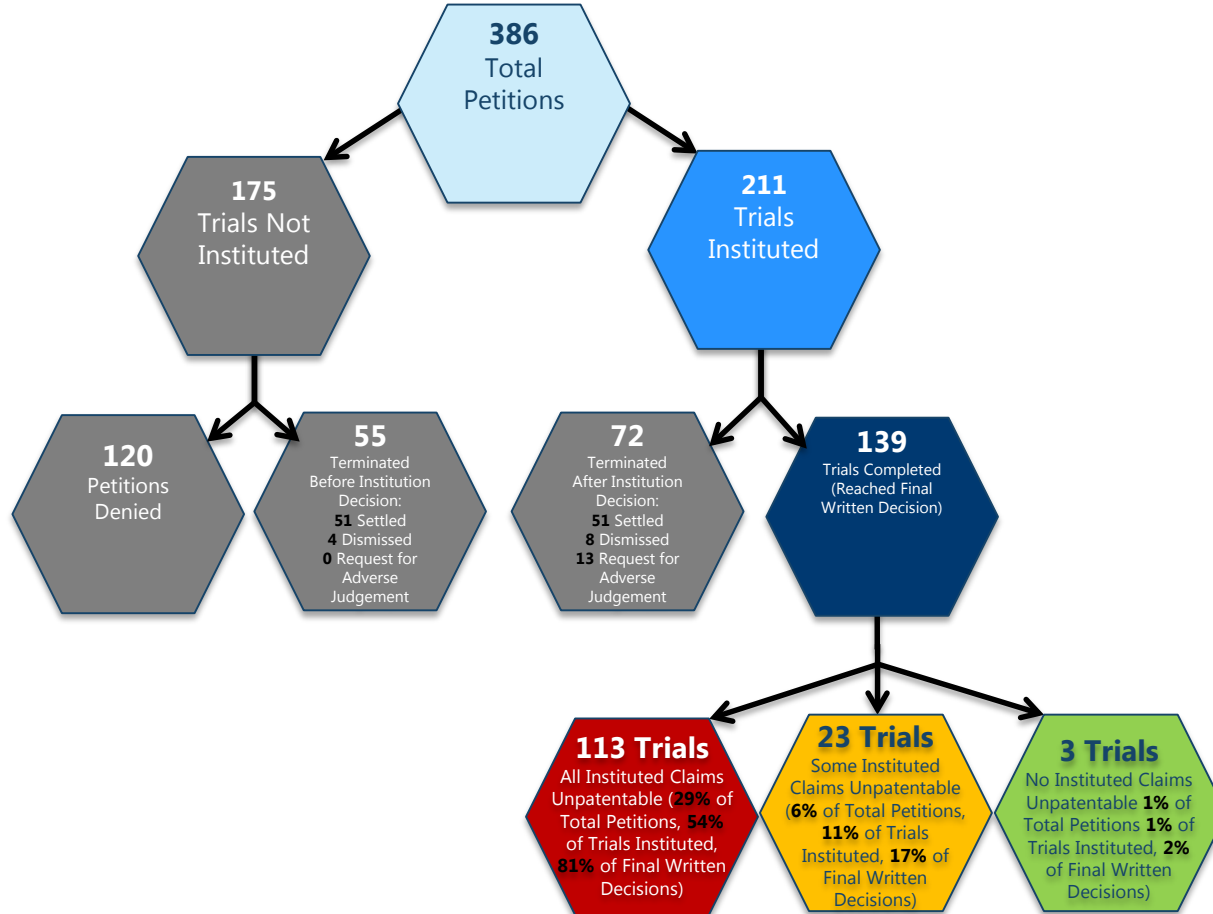 386
Total
Petitions
175
Trials Not
Instituted
211
Trials
Instituted
120
Petitions
Denied
55
Terminated
Before Institution
Decision:
51 Settled
4 Dismissed
0 Request for
Adverse
Judgement
72
Terminated
After Institution
Decision:
51 Settled
8 Dismissed
13 Request for
Adverse
Judgement
139
Trials Completed
(Reached Final
Written Decision)
113 Trials
All Instituted Claims
Unpatentable (29% of
Total Petitions, 54%
of Trials Instituted,
81% of Final Written
Decisions)
23 Trials
Some Instituted
Claims Unpatentable
(6% of Total Petitions,
11% of Trials
Instituted, 17% of
Final Written
Decisions)
3 Trials
No Instituted Claims
Unpatentable 1% of
Total Petitions 1% of
Trials Instituted, 2%
of Final Written
Decisions)